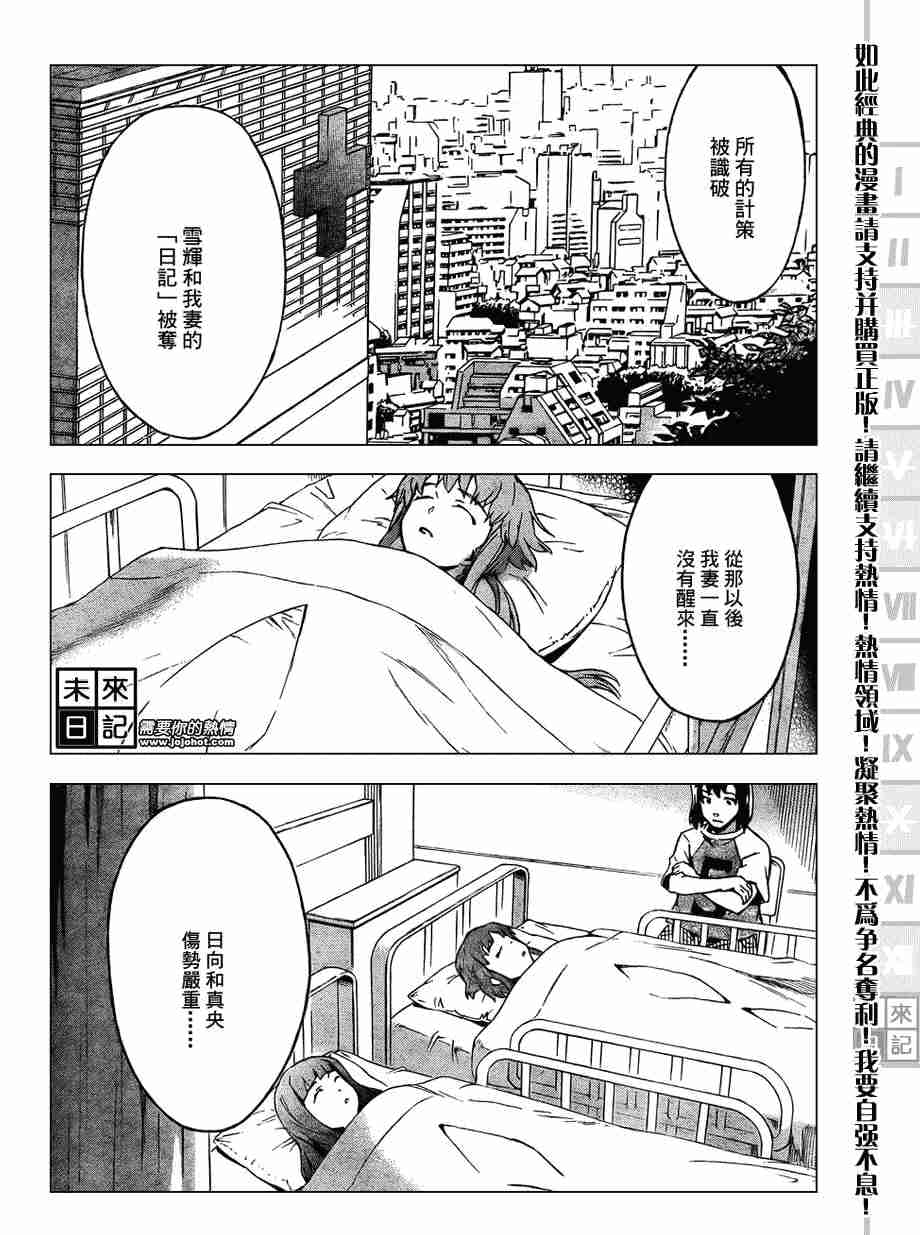 所有的計策
被識破
雪輝和我妻的
「日記」被奪
從那以後
我妻一直
沒有醒來……
未來
日記
需要你的熱情
www.jojohot.com
日向和真央
傷勢嚴重……
如此經典的漫畫請支持并購買正版！請繼續支持熱情！熱情領域！凝聚熱情！不爲争名奪利！我要自强不息！
I
II
III
IV
V
VI
VII
VIII
IX
X
XI
來
記